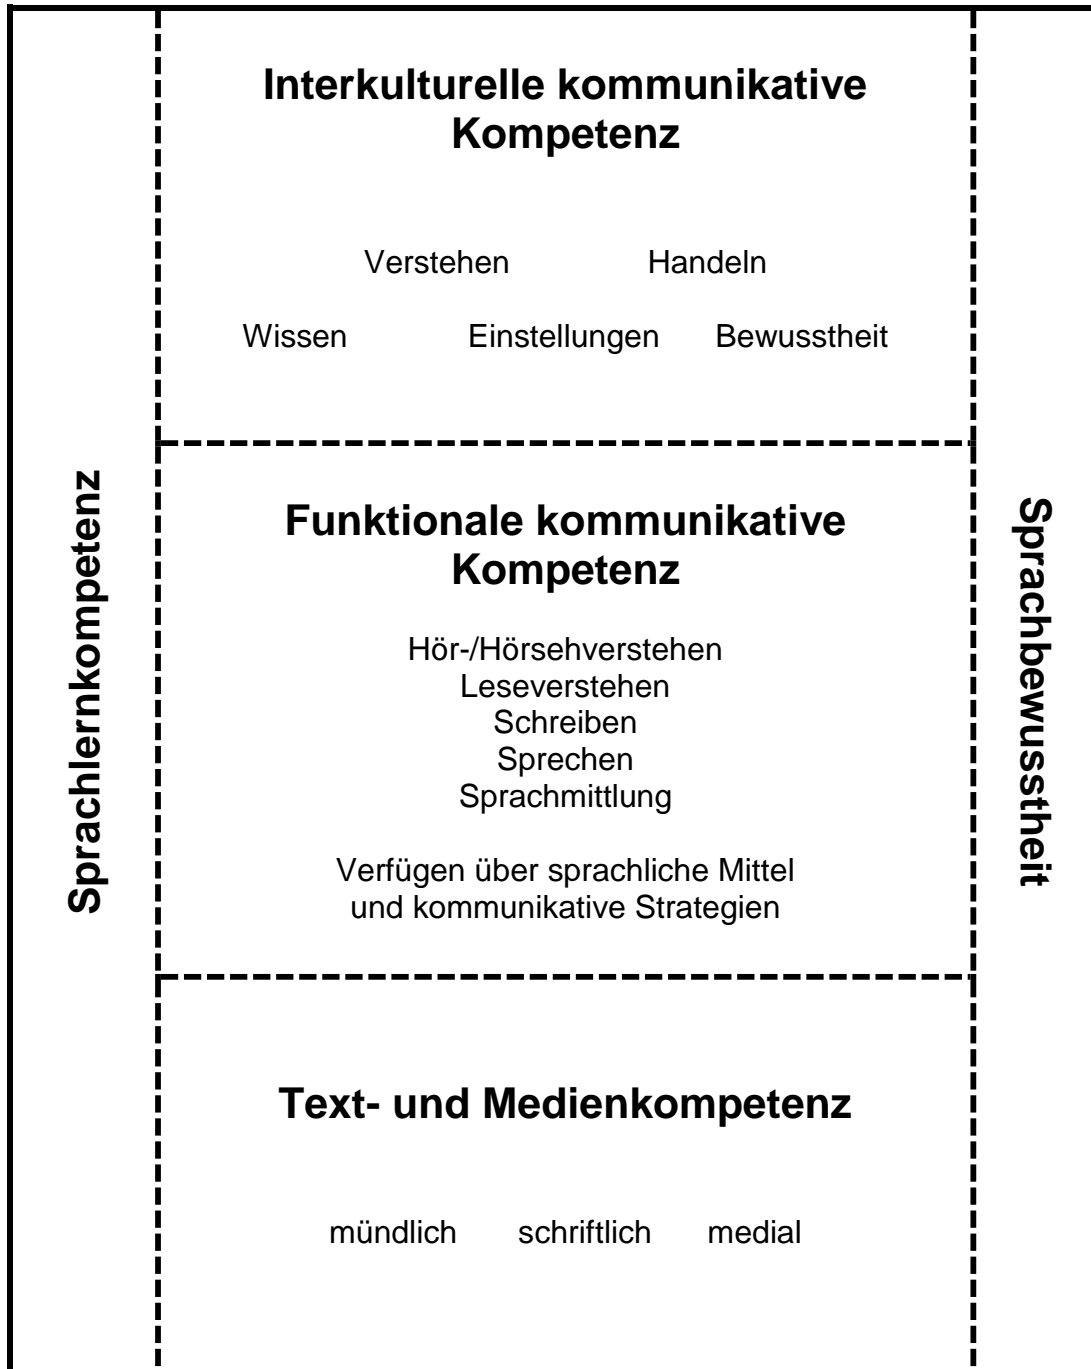 Interkulturelle kommunikative
Kompetenz
Verstehen Handeln
Wissen Einstellungen Bewusstheit
Sprachlernkompetenz
Funktionale kommunikative
Kompetenz
Hör-/Hörsehverstehen
Leseverstehen
Schreiben
Sprechen
Sprachmittlung
Verfügen über sprachliche Mittel
und kommunikative Strategien
Sprachbewusstheit
Text- und Medienkompetenz
mündlich schriftlich medial